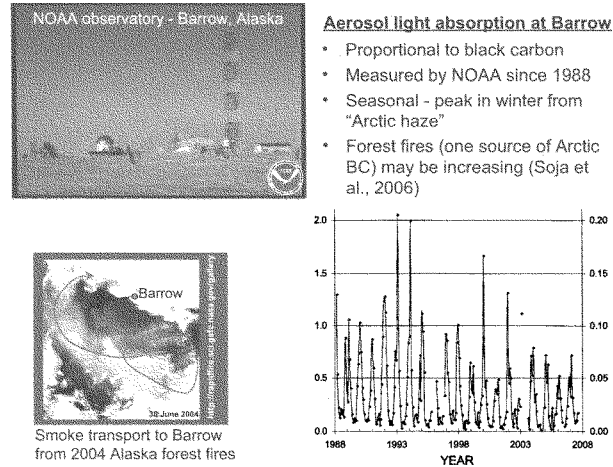 NOAA observatory - Barrow, Alaska
Aerosol light absorption at Barrow
• Proportional to black carbon
• Measured by NOAA since 1988
• Seasonal - peak in winter from
"Arctic haze"
• Forest fires (one source of Arctic
BC) may be increasing (Soja et
al., 2006)
Barrow
30 June 2004
Smoke transport to Barrow
from 2004 Alaska forest fires
2.0
1.5
1.0
0.5
0.0
0.20
0.15
0.10
0.05
0.00
1988
1993
1998
2003
2008
YEAR